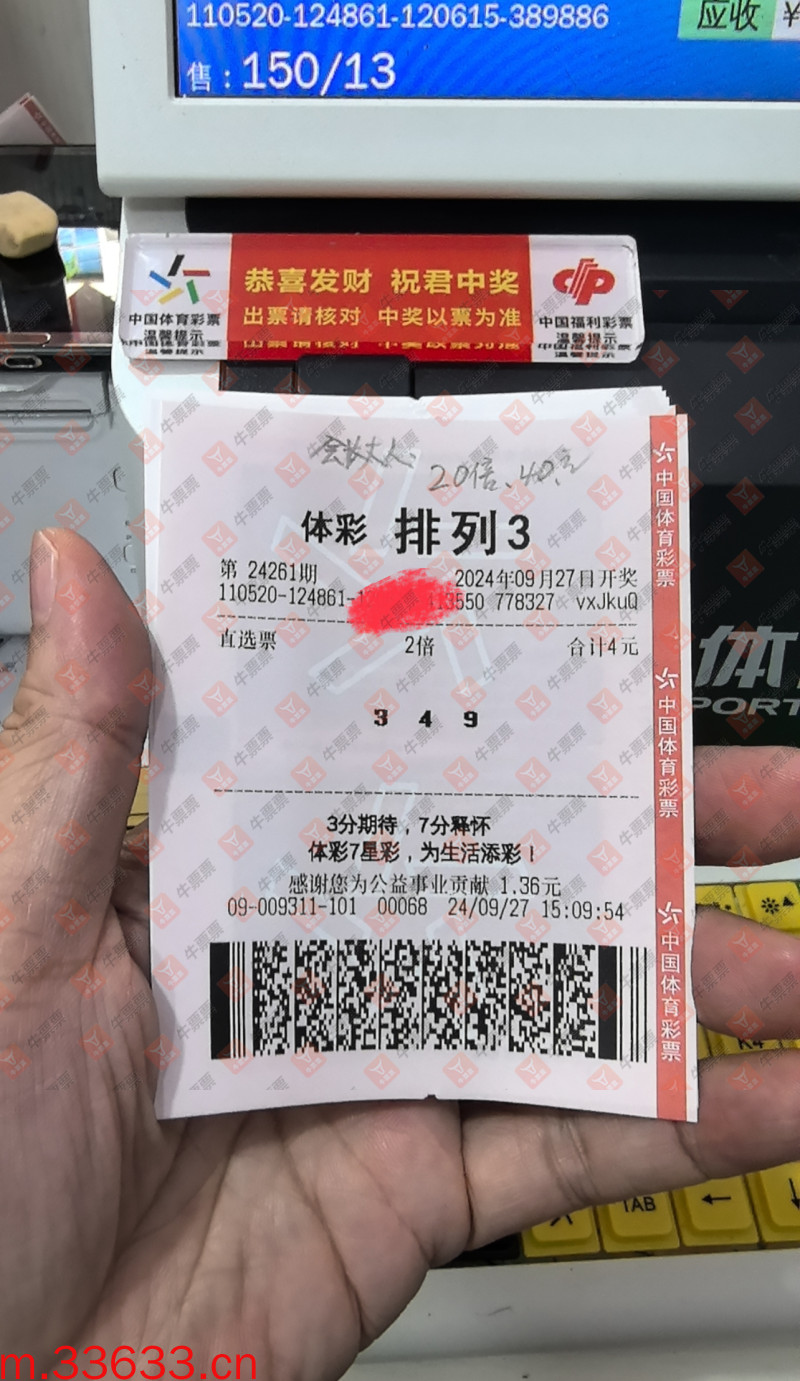 110520-124861-120615-389886
应收 ¥
售：150/13
恭喜发财 祝君中奖
出票请核对 中奖以票为准
中国体育彩票
温馨提示
中国福利彩票
温馨提示
20倍.40元
体彩 排列3
第 24261期 2024年09月27日开奖
110520-124861- 113550 778327 vxJkuQ
直选票 2倍 合计4元
3 4 9
3分期待，7分释怀
体彩7星彩，为生活添彩！
感谢您为公益事业贡献 1.36元
09-009311-101 00068 24/09/27 15:09:54
中国体育彩票
中国体育彩票
中国体育彩票
体
PORT
K4
TAB
牛票票
m.33633.cn